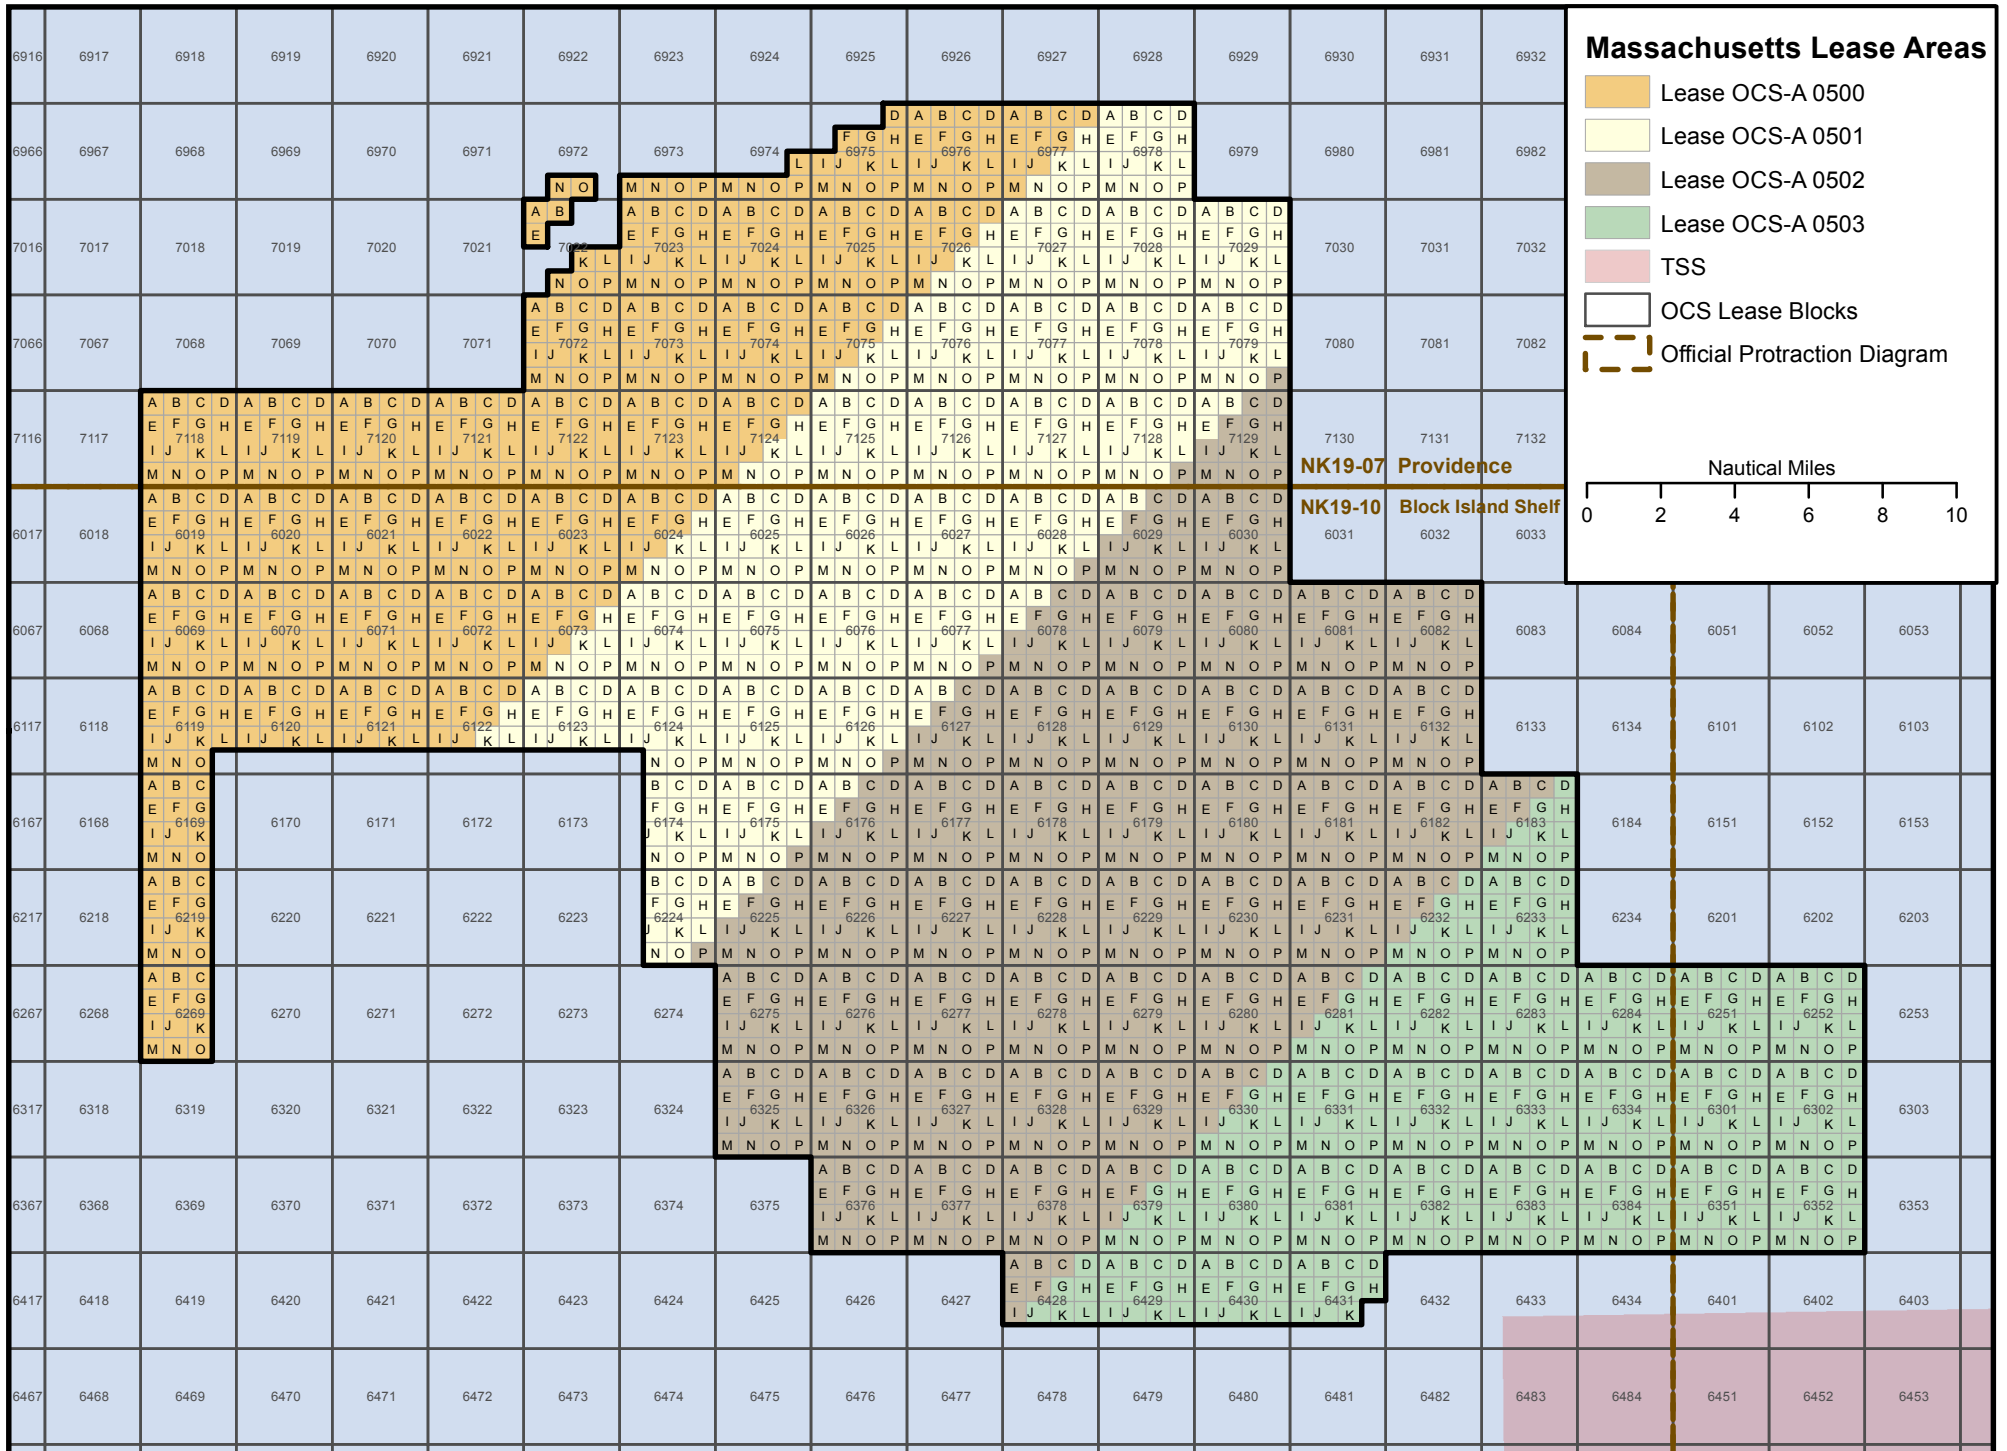 Massachusetts Lease Areas
Lease OCS-A 0500
Lease OCS-A 0501
Lease OCS-A 0502
Lease OCS-A 0503
TSS
OCS Lease Blocks
Official Protraction Diagram
Nautical Miles
0 2 4 6 8 10
6916 6917 6918 6919 6920 6921 6922 6923 6924 6925 6926 6927 6928 6929 6930 6931 6932
D A B C D A B C D A B C D
F G H E F G H E F G H E F G H
6966 6967 6968 6969 6970 6971 6972 6973 6974 6975 6976 6977 6978 6979 6980 6981 6982
L I J K L I J K L I J K L I J K L
N O M N O P M N O P M N O P M N O P M N O P M N O P
A B A B C D A B C D A B C D A B C D A B C D A B C D A B C D
E E F G H E F G H E F G H E F G H E F G H E F G H E F G H
7016 7017 7018 7019 7020 7021 7022 7023 7024 7025 7026 7027 7028 7029 7030 7031 7032
K L I J K L I J K L I J K L I J K L I J K L I J K L I J K L
N O P M N O P M N O P M N O P M N O P M N O P M N O P M N O P
A B C D A B C D A B C D A B C D A B C D A B C D A B C D A B C D
E F G H E F G H E F G H E F G H E F G H E F G H E F G H E F G H
7066 7067 7068 7069 7070 7071 7072 7073 7074 7075 7076 7077 7078 7079 7080 7081 7082
I J K L I J K L I J K L I J K L I J K L I J K L I J K L I J K L
M N O P M N O P M N O P M N O P M N O P M N O P M N O P M N O P
A B C D A B C D A B C D A B C D A B C D A B C D A B C D A B C D A B C D A B C D A B C D A B C D
E F G H E F G H E F G H E F G H E F G H E F G H E F G H E F G H E F G H E F G H E F G H E F G H
7116 7117 7118 7119 7120 7121 7122 7123 7124 7125 7126 7127 7128 7129 7130 7131 7132
I J K L I J K L I J K L I J K L I J K L I J K L I J K L I J K L I J K L I J K L I J K L I J K L
M N O P M N O P M N O P M N O P M N O P M N O P M N O P M N O P M N O P M N O P M N O P M N O P
NK19-07 Providence
A B C D A B C D A B C D A B C D A B C D A B C D A B C D A B C D A B C D A B C D A B C D A B C D
NK19-10 Block Island Shelf
E F G H E F G H E F G H E F G H E F G H E F G H E F G H E F G H E F G H E F G H E F G H E F G H
6017 6018 6019 6020 6021 6022 6023 6024 6025 6026 6027 6028 6029 6030 6031 6032 6033
I J K L I J K L I J K L I J K L I J K L I J K L I J K L I J K L I J K L I J K L I J K L I J K L
M N O P M N O P M N O P M N O P M N O P M N O P M N O P M N O P M N O P M N O P M N O P M N O P
A B C D A B C D A B C D A B C D A B C D A B C D A B C D A B C D A B C D A B C D A B C D A B C D A B C D A B C D
E F G H E F G H E F G H E F G H E F G H E F G H E F G H E F G H E F G H E F G H E F G H E F G H E F G H E F G H
6067 6068 6069 6070 6071 6072 6073 6074 6075 6076 6077 6078 6079 6080 6081 6082 6083 6084 6051 6052 6053
I J K L I J K L I J K L I J K L I J K L I J K L I J K L I J K L I J K L I J K L I J K L I J K L I J K L I J K L
M N O P M N O P M N O P M N O P M N O P M N O P M N O P M N O P M N O P M N O P M N O P M N O P M N O P M N O P
A B C D A B C D A B C D A B C D A B C D A B C D A B C D A B C D A B C D A B C D A B C D A B C D A B C D A B C D
E F G H E F G H E F G H E F G H E F G H E F G H E F G H E F G H E F G H E F G H E F G H E F G H E F G H E F G H
6117 6118 6119 6120 6121 6122 6123 6124 6125 6126 6127 6128 6129 6130 6131 6132 6133 6134 6101 6102 6103
I J K L I J K L I J K L I J K L I J K L I J K L I J K L I J K L I J K L I J K L I J K L I J K L I J K L I J K L
M N O N O P M N O P M N O P M N O P M N O P M N O P M N O P M N O P M N O P
A B C B C D A B C D A B C D A B C D A B C D A B C D A B C D A B C D A B C D A B C D
E F G F G H E F G H E F G H E F G H E F G H E F G H E F G H E F G H E F G H E F G H
6167 6168 6169 6170 6171 6172 6173 6174 6175 6176 6177 6178 6179 6180 6181 6182 6183 6184 6151 6152 6153
I J K J K L I J K L I J K L I J K L I J K L I J K L I J K L I J K L I J K L I J K L
M N O N O P M N O P M N O P M N O P M N O P M N O P M N O P M N O P M N O P M N O P
A B C B C D A B C D A B C D A B C D A B C D A B C D A B C D A B C D A B C D A B C D
E F G F G H E F G H E F G H E F G H E F G H E F G H E F G H E F G H E F G H E F G H
6217 6218 6219 6220 6221 6222 6223 6224 6225 6226 6227 6228 6229 6230 6231 6232 6233 6234 6201 6202 6203
I J K J K L I J K L I J K L I J K L I J K L I J K L I J K L I J K L I J K L I J K L
M N O N O P M N O P M N O P M N O P M N O P M N O P M N O P M N O P M N O P M N O P
A B C A B C D A B C D A B C D A B C D A B C D A B C D A B C D A B C D A B C D A B C D A B C D A B C D
E F G E F G H E F G H E F G H E F G H E F G H E F G H E F G H E F G H E F G H E F G H E F G H E F G H
6267 6268 6269 6270 6271 6272 6273 6274 6275 6276 6277 6278 6279 6280 6281 6282 6283 6284 6251 6252 6253
I J K I J K L I J K L I J K L I J K L I J K L I J K L I J K L I J K L I J K L I J K L I J K L I J K L
M N O M N O P M N O P M N O P M N O P M N O P M N O P M N O P M N O P M N O P M N O P M N O P M N O P
A B C D A B C D A B C D A B C D A B C D A B C D A B C D A B C D A B C D A B C D A B C D A B C D
E F G H E F G H E F G H E F G H E F G H E F G H E F G H E F G H E F G H E F G H E F G H E F G H
6317 6318 6319 6320 6321 6322 6323 6324 6325 6326 6327 6328 6329 6330 6331 6332 6333 6334 6301 6302 6303
I J K L I J K L I J K L I J K L I J K L I J K L I J K L I J K L I J K L I J K L I J K L I J K L
M N O P M N O P M N O P M N O P M N O P M N O P M N O P M N O P M N O P M N O P M N O P M N O P
A B C D A B C D A B C D A B C D A B C D A B C D A B C D A B C D A B C D A B C D A B C D
E F G H E F G H E F G H E F G H E F G H E F G H E F G H E F G H E F G H E F G H E F G H
6367 6368 6369 6370 6371 6372 6373 6374 6375 6376 6377 6378 6379 6380 6381 6382 6383 6384 6351 6352 6353
I J K L I J K L I J K L I J K L I J K L I J K L I J K L I J K L I J K L I J K L I J K L
M N O P M N O P M N O P M N O P M N O P M N O P M N O P M N O P M N O P M N O P M N O P
A B C D A B C D A B C D A B C D
E F G H E F G H E F G H E F G H
6417 6418 6419 6420 6421 6422 6423 6424 6425 6426 6427 6428 6429 6430 6431 6432 6433 6434 6401 6402 6403
I J K L I J K L I J K L I J K
6467 6468 6469 6470 6471 6472 6473 6474 6475 6476 6477 6478 6479 6480 6481 6482 6483 6484 6451 6452 6453